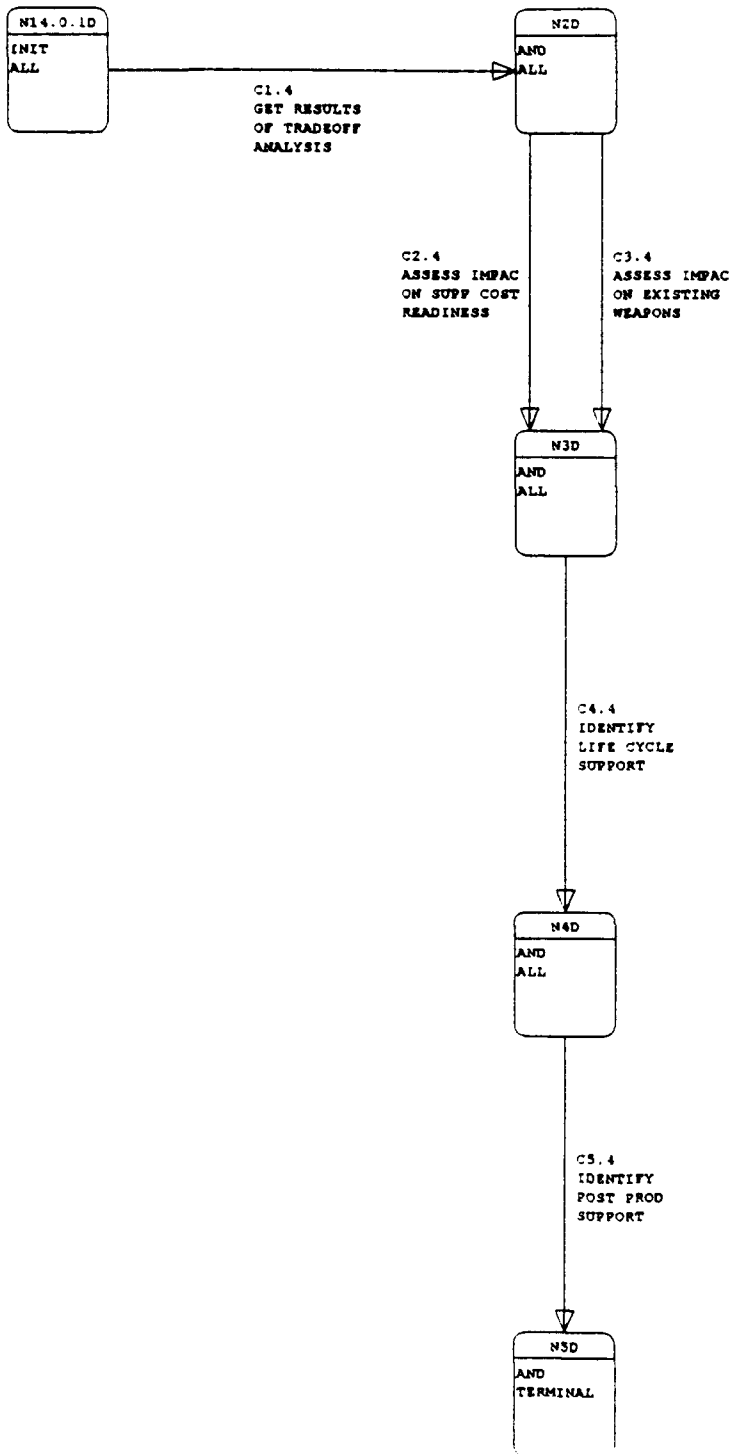 N14.0.1D
INIT
ALL
C1.4
GET RESULTS
OF TRADEOFF
ANALYSIS
N2D
AND
ALL
C2.4
ASSESS IMPAC
ON SUPP COST
READINESS
C3.4
ASSESS IMPAC
ON EXISTING
WEAPONS
N3D
AND
ALL
C4.4
IDENTIFY
LIFE CYCLE
SUPPORT
N4D
AND
ALL
C5.4
IDENTIFY
POST PROD
SUPPORT
N5D
AND
TERMINAL